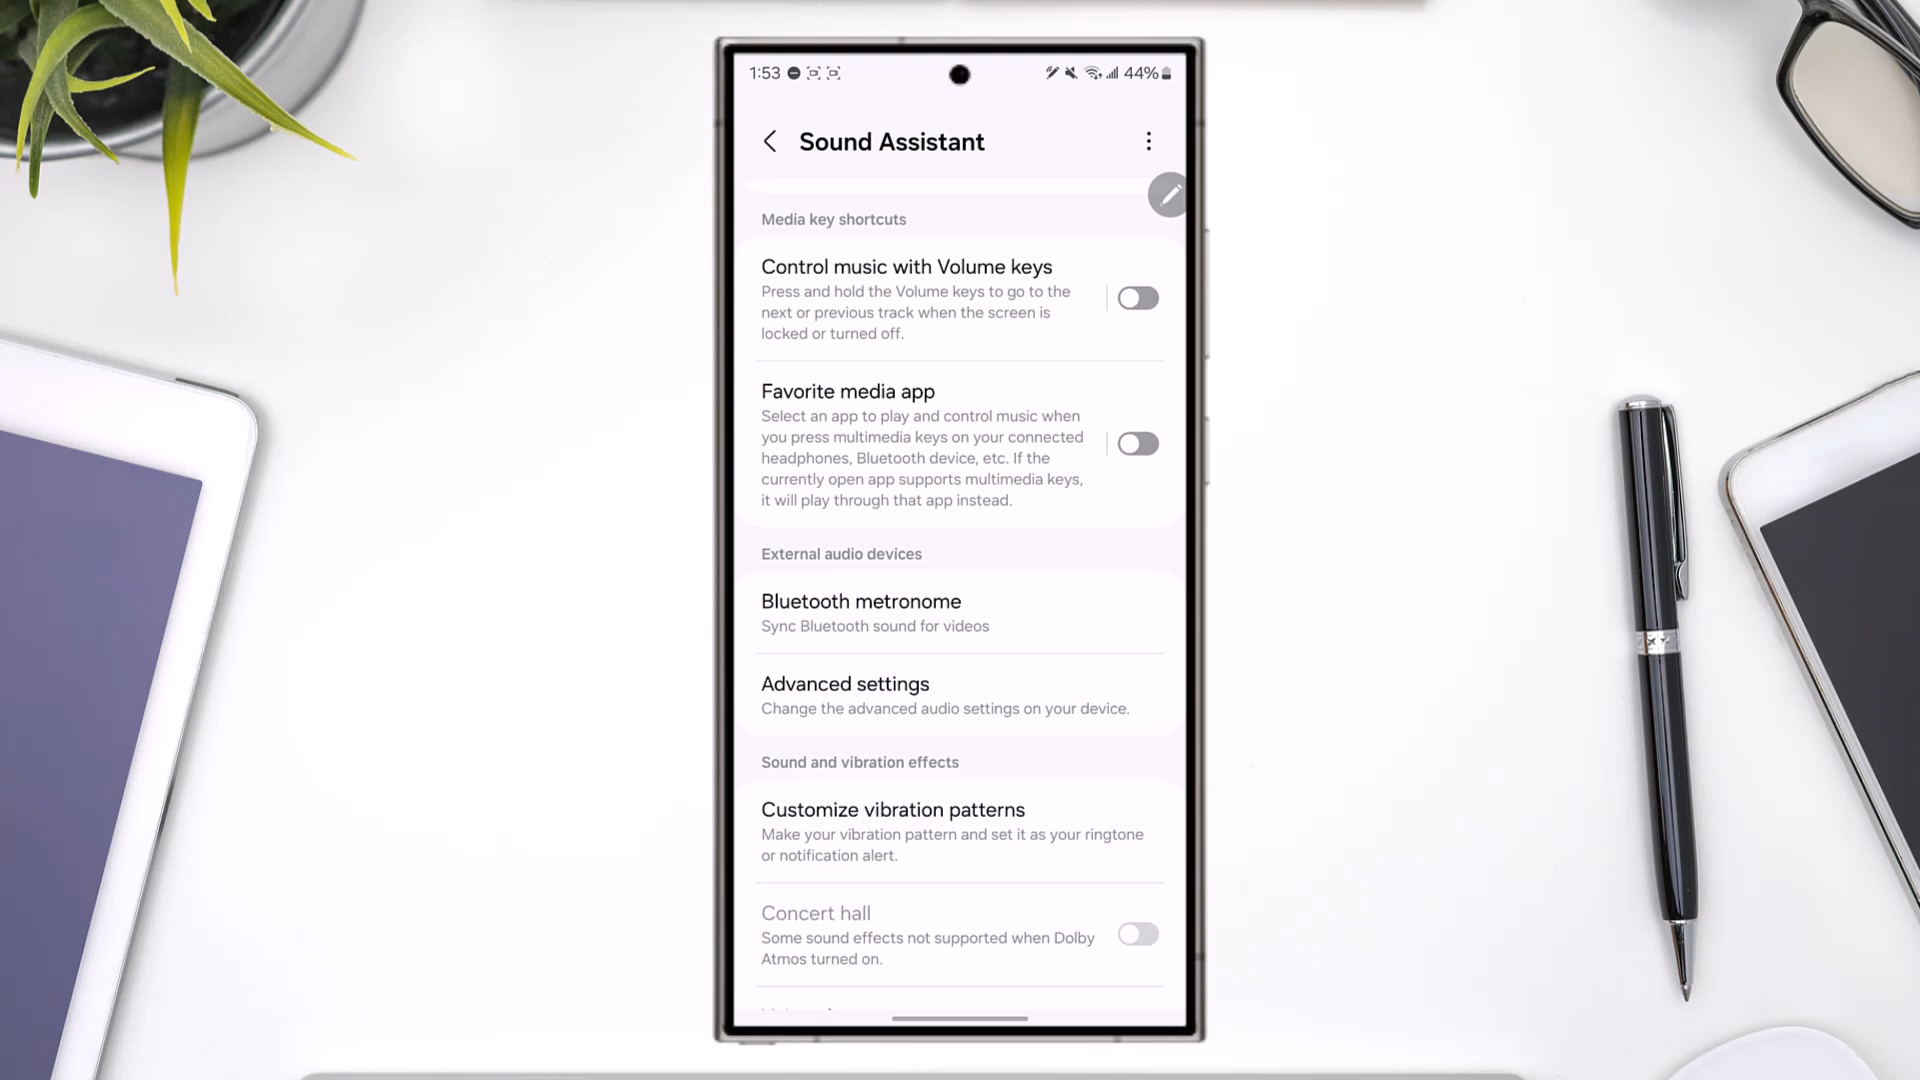 1:53 44%
Sound Assistant
Media key shortcuts
Control music with Volume keys
Press and hold the Volume keys to go to the
next or previous track when the screen is
locked or turned off.
Favorite media app
Select an app to play and control music when
you press multimedia keys on your connected
headphones, Bluetooth device, etc. If the
currently open app supports multimedia keys,
it will play through that app instead.
External audio devices
Bluetooth metronome
Sync Bluetooth sound for videos
Advanced settings
Change the advanced audio settings on your device.
Sound and vibration effects
Customize vibration patterns
Make your vibration pattern and set it as your ringtone
or notification alert.
Concert hall
Some sound effects not supported when Dolby
Atmos turned on.